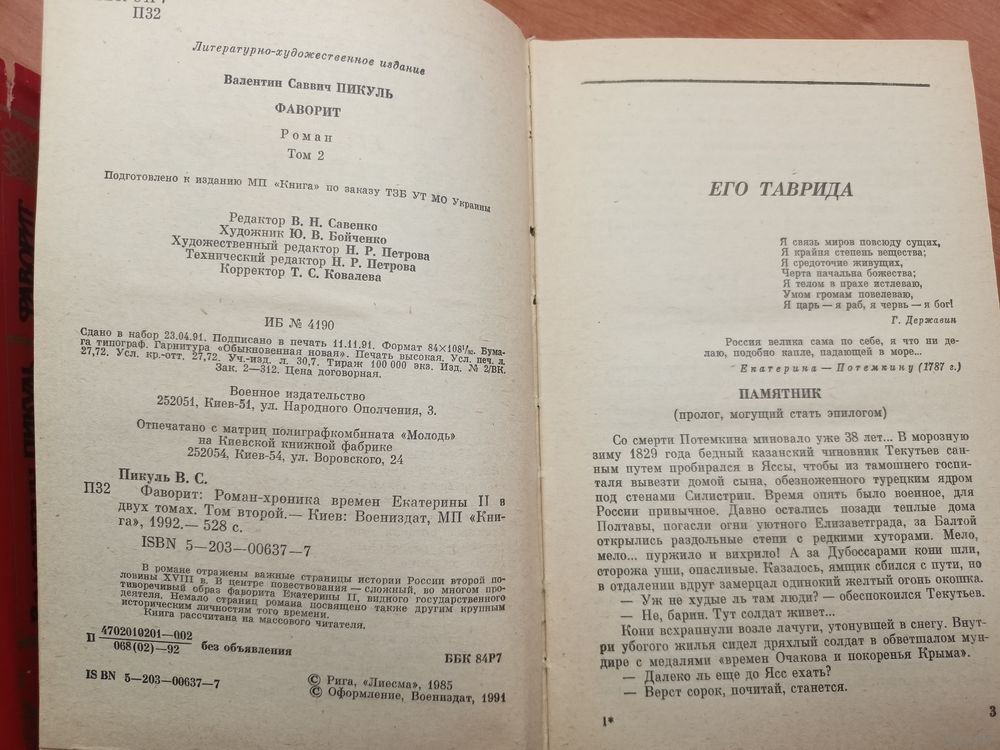 П32
Литературно-художественное издание
Валентин Саввич ПИКУЛЬ
ФАВОРИТ
Роман
Том 2
Подготовлено к изданию МП «Книга» по заказу ТЗБ УТ МО Украины
Редактор В. Н. Савенко
Художник Ю. В. Бойченко
Художественный редактор Н. Р. Петрова
Технический редактор Н. Р. Петрова
Корректор Т. С. Ковалева
ИБ № 4190
Сдано в набор 23.04.91. Подписано в печать 11.11.91. Формат 84×108¹/₃₂. Бума-
га типограф. Гарнитура «Обыкновенная новая». Печать высокая. Усл. печ. л.
27,72. Усл. кр.-отт. 27,72. Уч.-изд. л. 30,7. Тираж 100 000 экз. Изд. № 2/ВК.
Зак. 2—312. Цена договорная.
Военное издательство
252051, Киев-51, ул. Народного Ополчения, 3.
Отпечатано с матриц полиграфкомбината «Молодь»
на Киевской книжной фабрике
252054, Киев-54, ул. Воровского, 24
Пикуль В. С.
П32 Фаворит: Роман-хроника времен Екатерины II в
двух томах. Том второй.— Киев: Воениздат, МП «Кни-
га», 1992.— 528 с.
ISBN 5—203—00637—7
В романе отражены важные страницы истории России второй по-
ловины XVIII в. В центре повествования — сложный, во многом про-
тиворечивый образ фаворита Екатерины II, видного государственного
деятеля. Немало страниц романа посвящено также другим крупным
историческим личностям того времени.
Книга рассчитана на массового читателя.
П 4702010201—002
068(02)—92 без объявления
ББК 84Р7
ISBN 5—203—00637—7
© Рига, «Лиесма», 1985
© Оформление, Воениздат, 1991
ЕГО ТАВРИДА
Я связь миров повсюду сущих,
Я крайня степень вещества;
Я средоточие живущих,
Черта начальна божества;
Я телом в прахе истлеваю,
Умом громам повелеваю,
Я царь — я раб, я червь — я бог!
Г. Державин
Россия велика сама по себе, я что ни де-
лаю, подобно капле, падающей в море...
Екатерина — Потемкину (1787 г.)
ПАМЯТНИК
(пролог, могущий стать эпилогом)
Со смерти Потемкина миновало уже 38 лет... В морозную
зиму 1829 года бедный казанский чиновник Текутьев сан-
ным путем пробирался в Яссы, чтобы из тамошнего госпи-
таля вывезти домой сына, обезноженного турецким ядром
под стенами Силистрии. Время опять было военное, для
России привычное. Давно остались позади теплые дома
Полтавы, погасли огни уютного Елизаветграда, за Балтой
открылись раздольные степи с редкими хуторами. Мело,
мело... пуржило и вихрило! А за Дубоссарами кони шли,
сторожа уши, опасливые. Казалось, ямщик сбился с пути, но
в отдалении вдруг замерцал одинокий желтый огонь окошка.
— Уж не худые ль там люди? — обеспокоился Текутьев.
— Не, барин. Тут солдат живет...
Кони всхрапнули возле лачуги, утонувшей в снегу. Внут-
ри убогого жилья сидел дряхлый солдат в обветшалом мун-
дире с медалями «времен Очакова и покоренья Крыма».
— Далеко ль еще до Ясс ехать?
— Верст сорок, почитай, станется.
1*
3